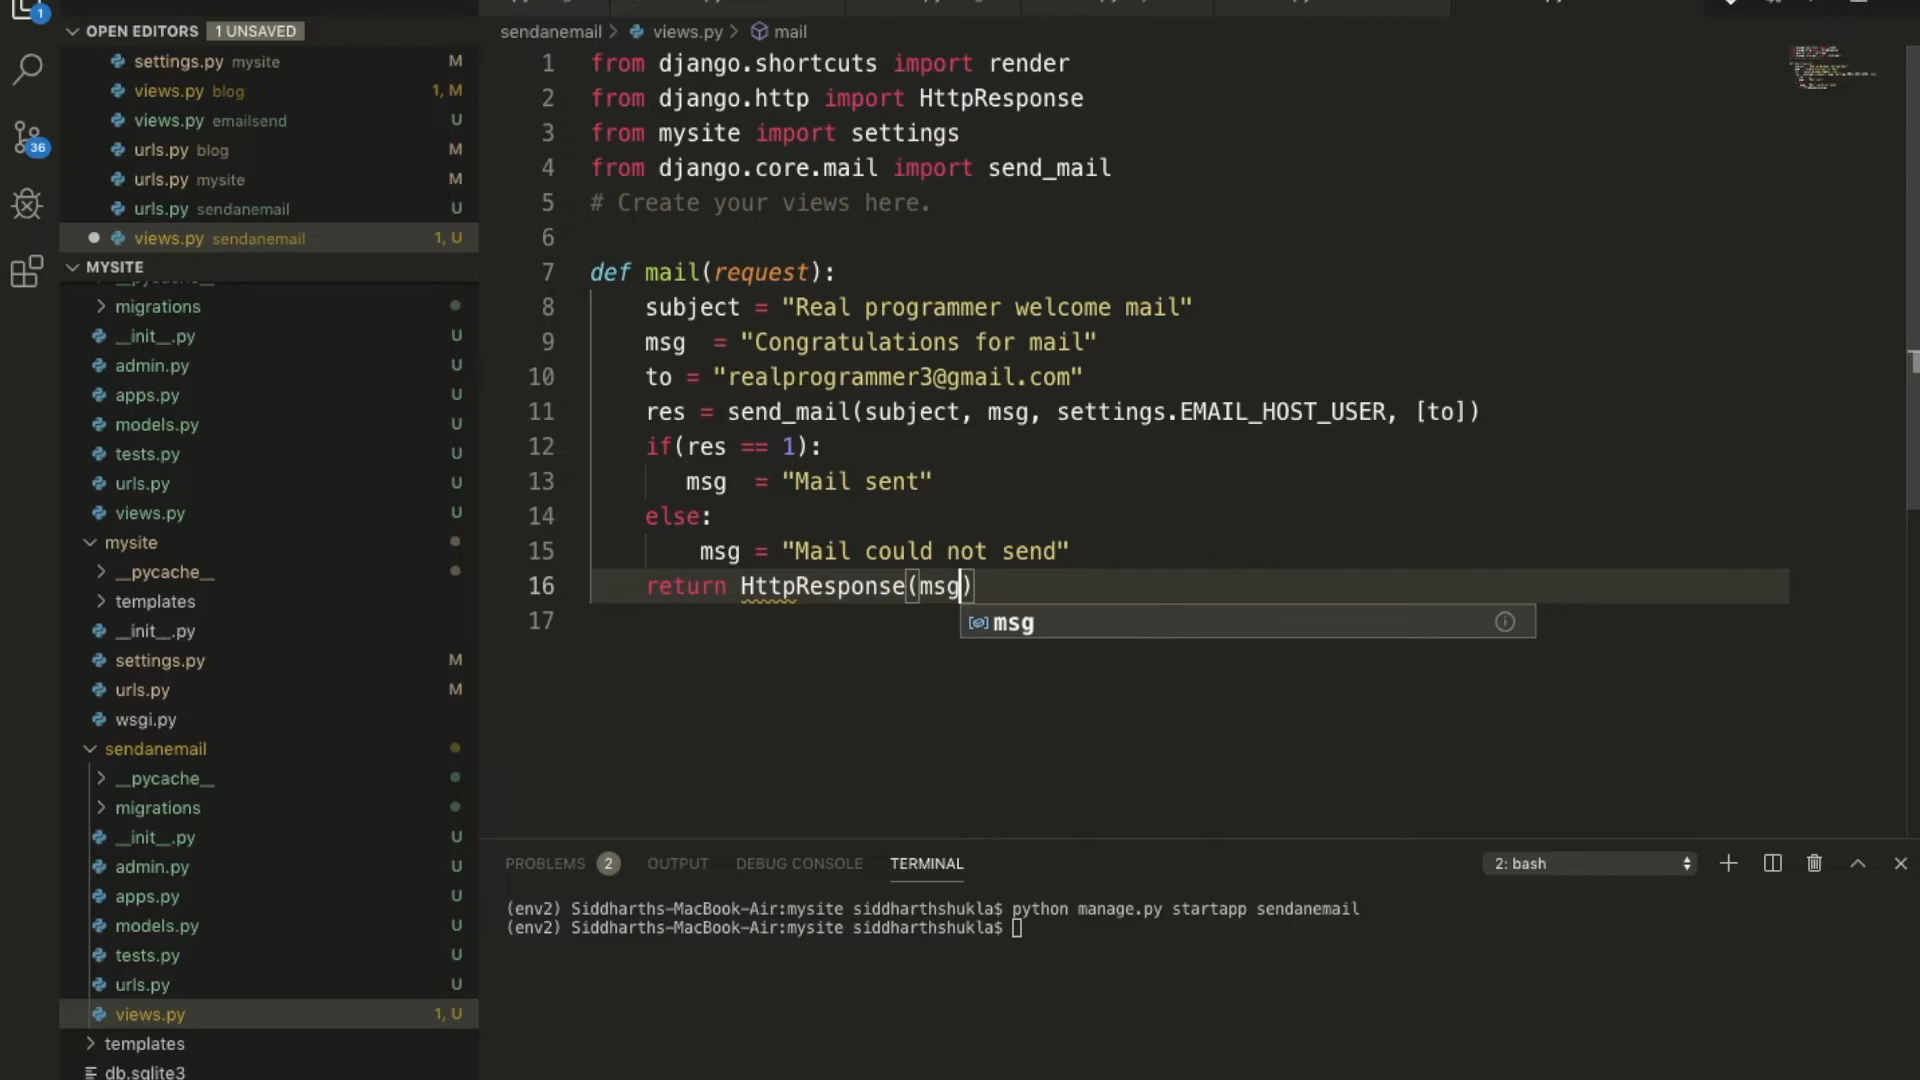 1
OPEN EDITORS 1 UNSAVED
settings.py mysite M
views.py blog 1, M
views.py emailsend U
36
urls.py blog M
urls.py mysite M
urls.py sendanemail U
views.py sendanemail 1, U
MYSITE
migrations
__init__.py U
admin.py U
apps.py U
models.py U
tests.py U
urls.py U
views.py U
mysite
__pycache__
templates
__init__.py
settings.py M
urls.py M
wsgi.py
sendanemail
__pycache__
migrations
__init__.py U
admin.py U
apps.py U
models.py U
tests.py U
urls.py U
views.py 1, U
templates
db.sqlite3
sendanemail > views.py > mail
1 from django.shortcuts import render
2 from django.http import HttpResponse
3 from mysite import settings
4 from django.core.mail import send_mail
5 # Create your views here.
6
7 def mail(request):
8 subject = "Real programmer welcome mail"
9 msg  = "Congratulations for mail"
10 to = "realprogrammer3@gmail.com"
11 res = send_mail(subject, msg, settings.EMAIL_HOST_USER, [to])
12 if(res == 1):
13 msg  = "Mail sent"
14 else:
15 msg = "Mail could not send"
16 return HttpResponse(msg)
msg
17
PROBLEMS 2 OUTPUT DEBUG CONSOLE TERMINAL 2: bash
(env2) Siddharths-MacBook-Air:mysite siddharthshukla$ python manage.py startapp sendanemail
(env2) Siddharths-MacBook-Air:mysite siddharthshukla$